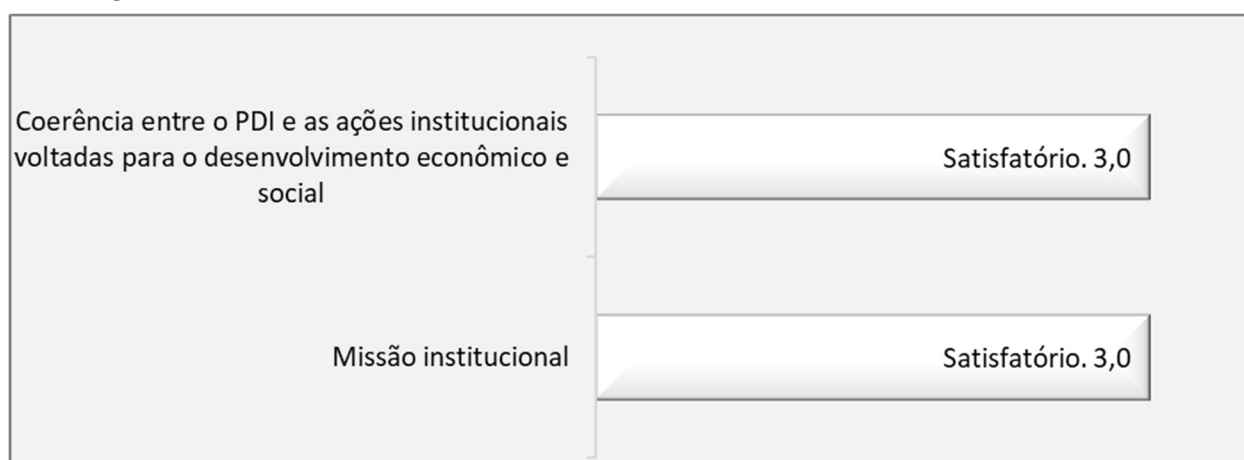 Coerência entre o PDI e as ações institucionais
voltadas para o desenvolvimento econômico e
social
Satisfatório. 3,0
Missão institucional
Satisfatório. 3,0